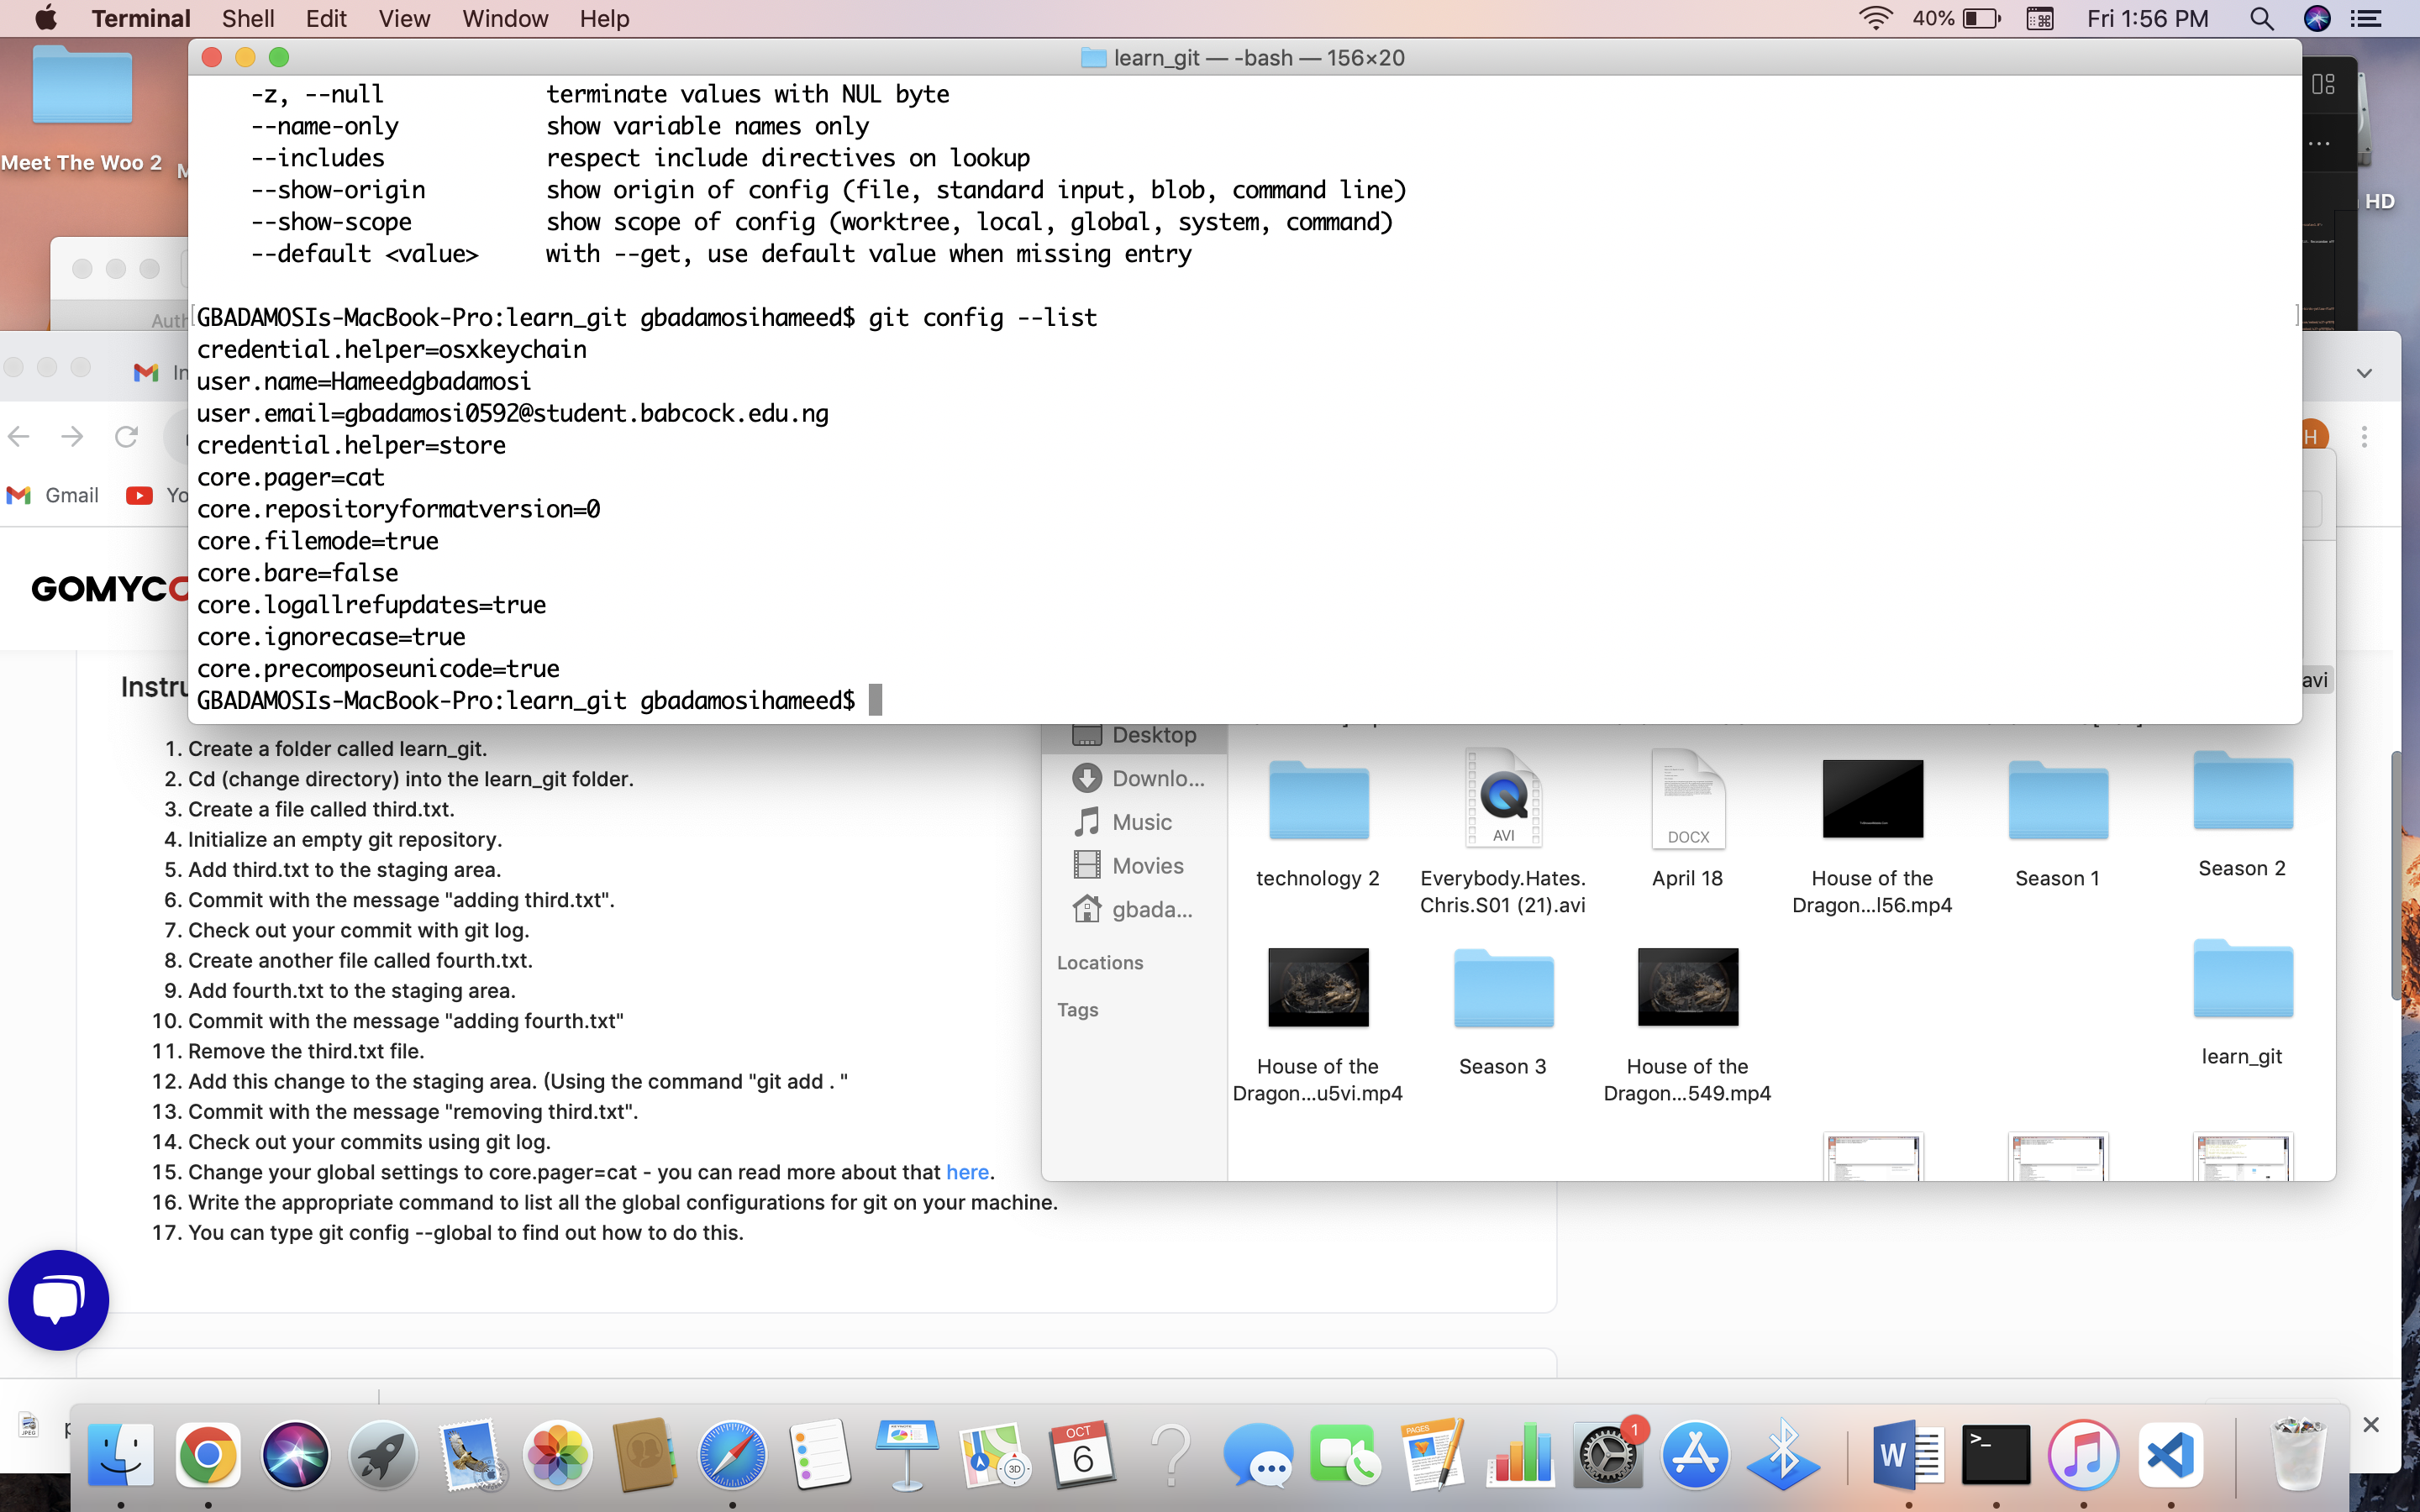 Terminal Shell Edit View Window Help 40% Fri 1:56 PM
learn_git — -bash — 156×20
-z, --null terminate values with NUL byte
--name-only show variable names only
--includes respect include directives on lookup
--show-origin show origin of config (file, standard input, blob, command line)
--show-scope show scope of config (worktree, local, global, system, command)
--default <value> with --get, use default value when missing entry
[GBADAMOSIs-MacBook-Pro:learn_git gbadamosihameed$ git config --list ]
credential.helper=osxkeychain
user.name=Hameedgbadamosi
user.email=gbadamosi0592@student.babcock.edu.ng
credential.helper=store
core.pager=cat
core.repositoryformatversion=0
core.filemode=true
core.bare=false
core.logallrefupdates=true
core.ignorecase=true
core.precomposeunicode=true
GBADAMOSIs-MacBook-Pro:learn_git gbadamosihameed$
Meet The Woo 2
M
HD
Auth
In
H
Gmail Yo
GOMYCO
avi
Instru
1. Create a folder called learn_git.
2. Cd (change directory) into the learn_git folder.
3. Create a file called third.txt.
4. Initialize an empty git repository.
5. Add third.txt to the staging area.
6. Commit with the message "adding third.txt".
7. Check out your commit with git log.
8. Create another file called fourth.txt.
9. Add fourth.txt to the staging area.
10. Commit with the message "adding fourth.txt"
11. Remove the third.txt file.
12. Add this change to the staging area. (Using the command "git add . "
13. Commit with the message "removing third.txt".
14. Check out your commits using git log.
15. Change your global settings to core.pager=cat - you can read more about that here.
16. Write the appropriate command to list all the global configurations for git on your machine.
17. You can type git config --global to find out how to do this.
Desktop
Downlo...
Music
Movies
gbada...
Locations
Tags
AVI
DOCX
technology 2
Everybody.Hates.
Chris.S01 (21).avi
April 18
House of the
Dragon...l56.mp4
Season 1
Season 2
House of the
Dragon...u5vi.mp4
Season 3
House of the
Dragon...549.mp4
learn_git
JPEG
p
3D
OCT
6
PAGES
1
W
>_